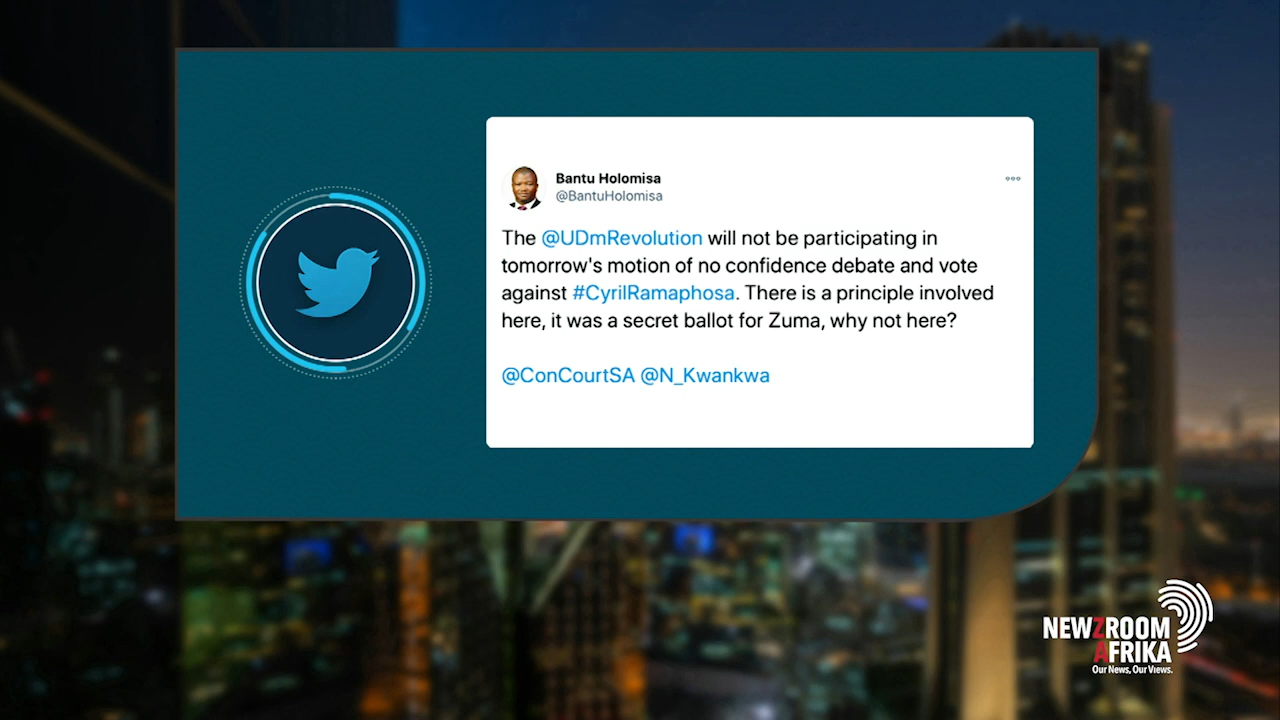 Bantu Holomisa
@BantuHolomisa
The @UDmRevolution will not be participating in
tomorrow's motion of no confidence debate and vote
against #CyrilRamaphosa. There is a principle involved
here, it was a secret ballot for Zuma, why not here?
@ConCourtSA @N_Kwankwa
NEWZROOM
AFRIKA
Our News, Our Views.